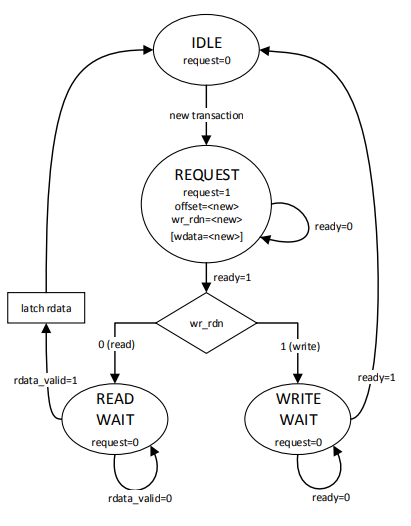 IDLE
request=0
new transaction
REQUEST
request=1
offset=<new>
wr_rdn=<new>
[wdata=<new>]
ready=0
ready=1
latch rdata
wr_rdn
0 (read)
1 (write)
rdata_valid=1
ready=1
READ
WAIT
request=0
WRITE
WAIT
request=0
rdata_valid=0
ready=0